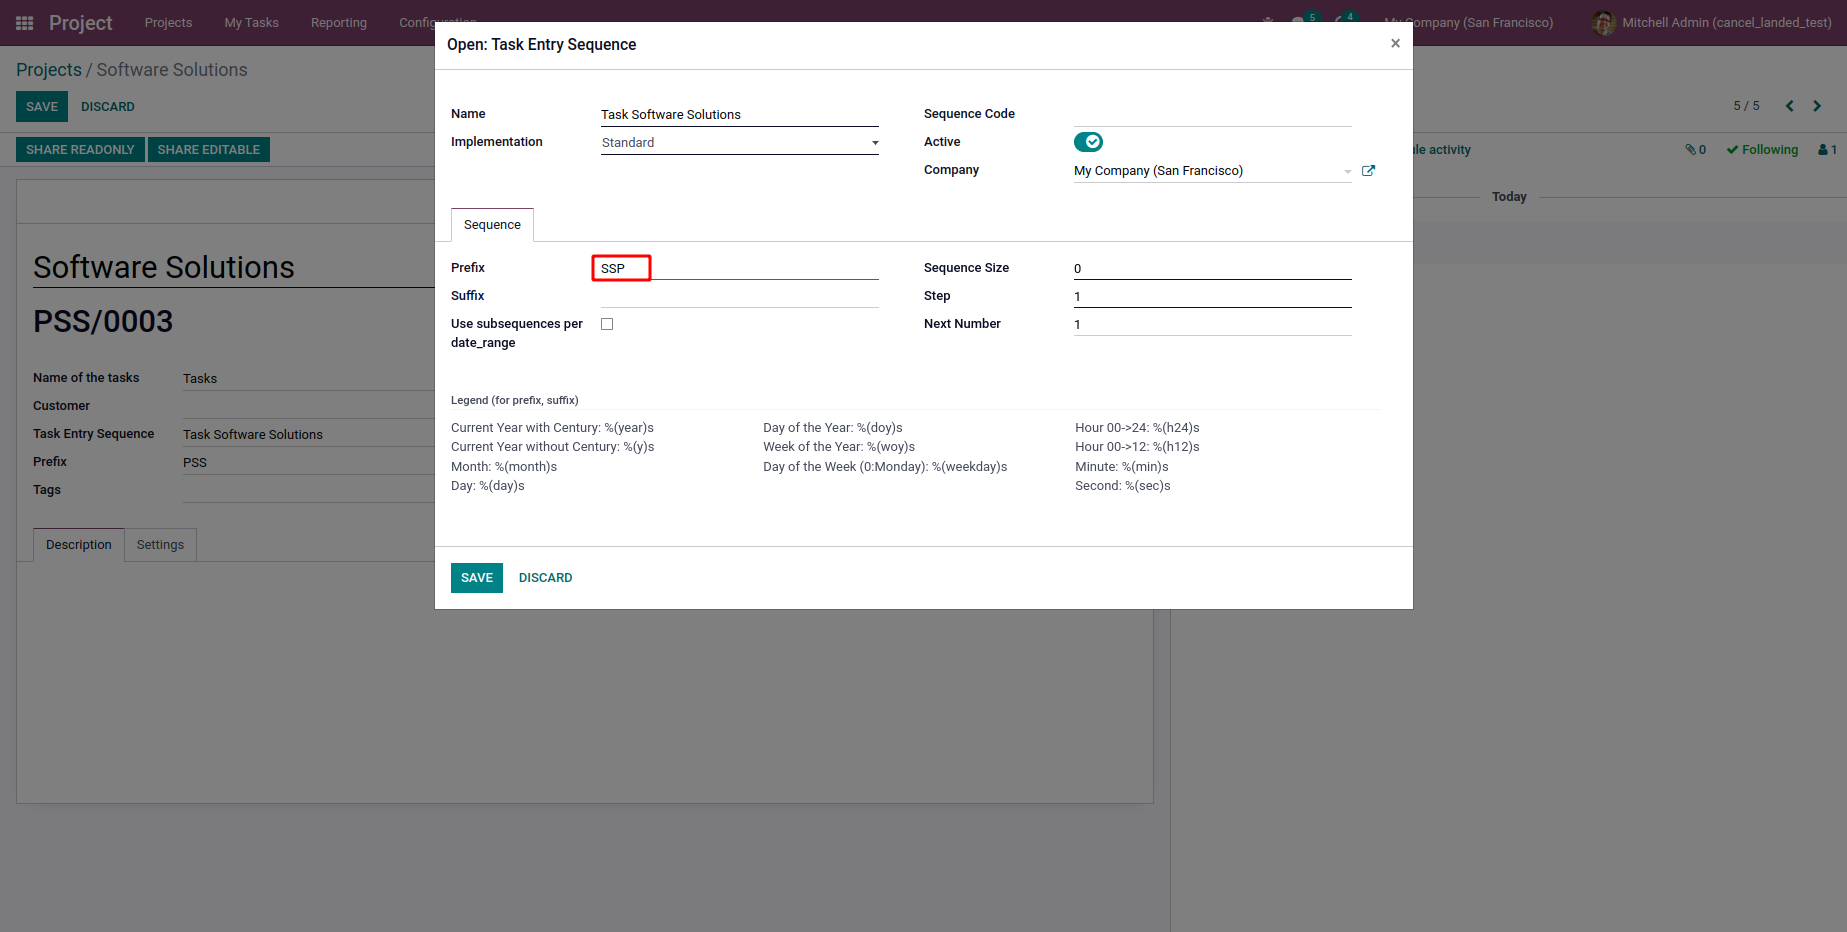 Project Projects My Tasks Reporting Configuration 5 4 My Company (San Francisco) Mitchell Admin (cancel_landed_test)
Projects / Software Solutions
SAVE DISCARD
5 / 5
SHARE READONLY SHARE EDITABLE
ule activity 0 Following 1
Today
Software Solutions
PSS/0003
Name of the tasks Tasks
Customer
Task Entry Sequence Task Software Solutions
Prefix PSS
Tags
Description Settings
Open: Task Entry Sequence ×
Name Task Software Solutions Sequence Code
Implementation Standard Active
Company My Company (San Francisco)
Sequence
Prefix SSP Sequence Size 0
Suffix Step 1
Use subsequences per Next Number 1
date_range
Legend (for prefix, suffix)
Current Year with Century: %(year)s Day of the Year: %(doy)s Hour 00->24: %(h24)s
Current Year without Century: %(y)s Week of the Year: %(woy)s Hour 00->12: %(h12)s
Month: %(month)s Day of the Week (0:Monday): %(weekday)s Minute: %(min)s
Day: %(day)s Second: %(sec)s
SAVE DISCARD